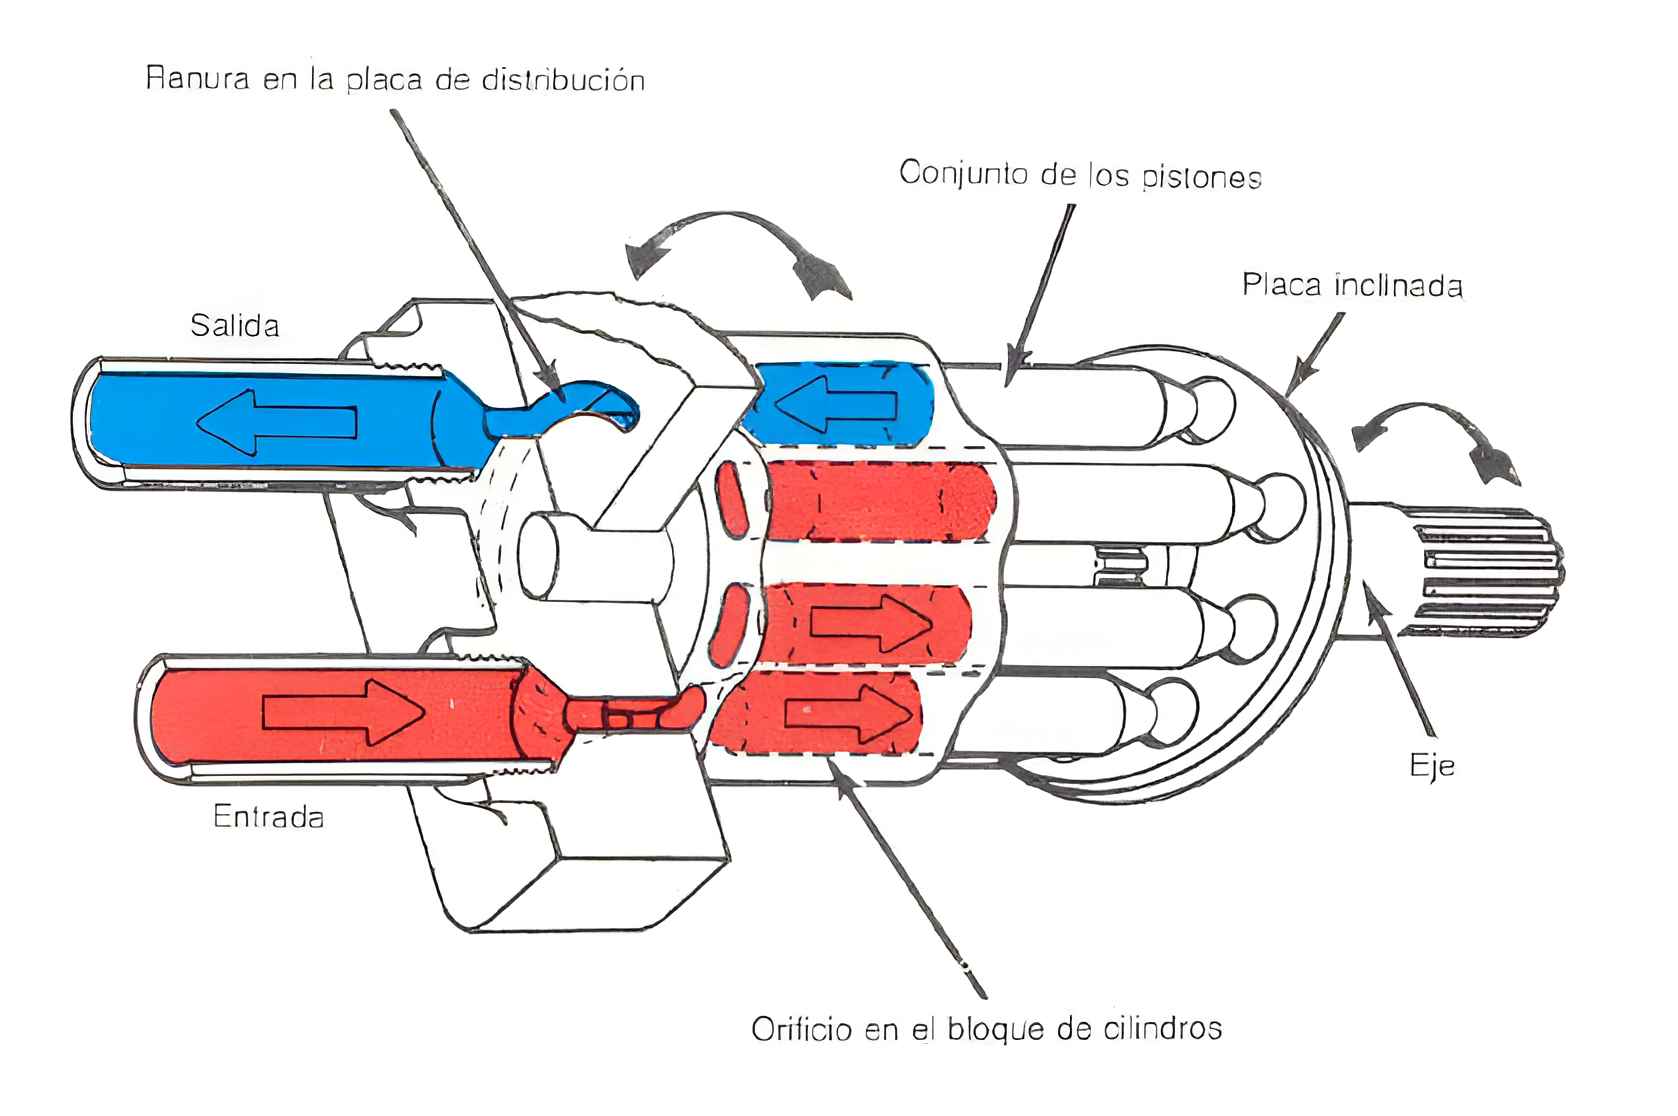 Ranura en la placa de distribución
Conjunto de los pistones
Placa inclinada
Salida
Eje
Entrada
Orificio en el bloque de cilindros